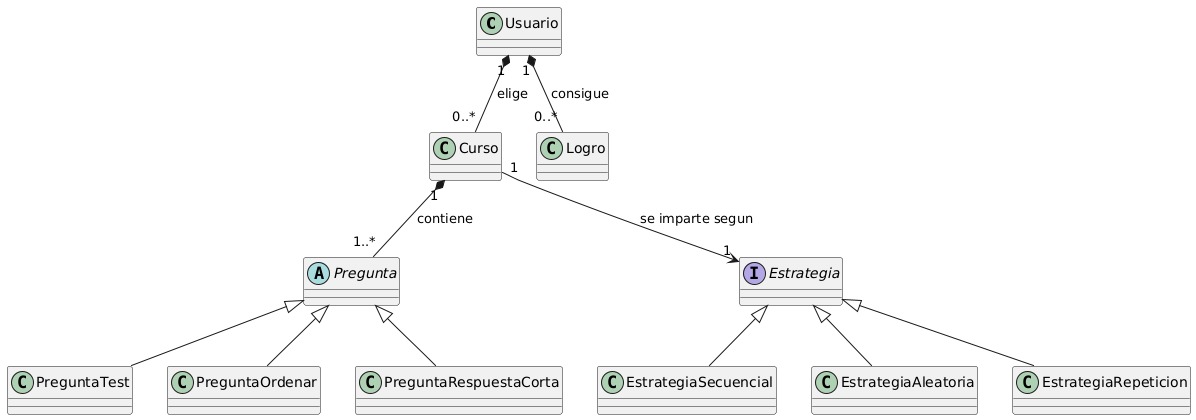 C Usuario
1
1
elige
consigue
0..*
0..*
C Curso
C Logro
1
1
contiene
se imparte segun
1..*
1
A Pregunta
I Estrategia
C PreguntaTest
C PreguntaOrdenar
C PreguntaRespuestaCorta
C EstrategiaSecuencial
C EstrategiaAleatoria
C EstrategiaRepeticion